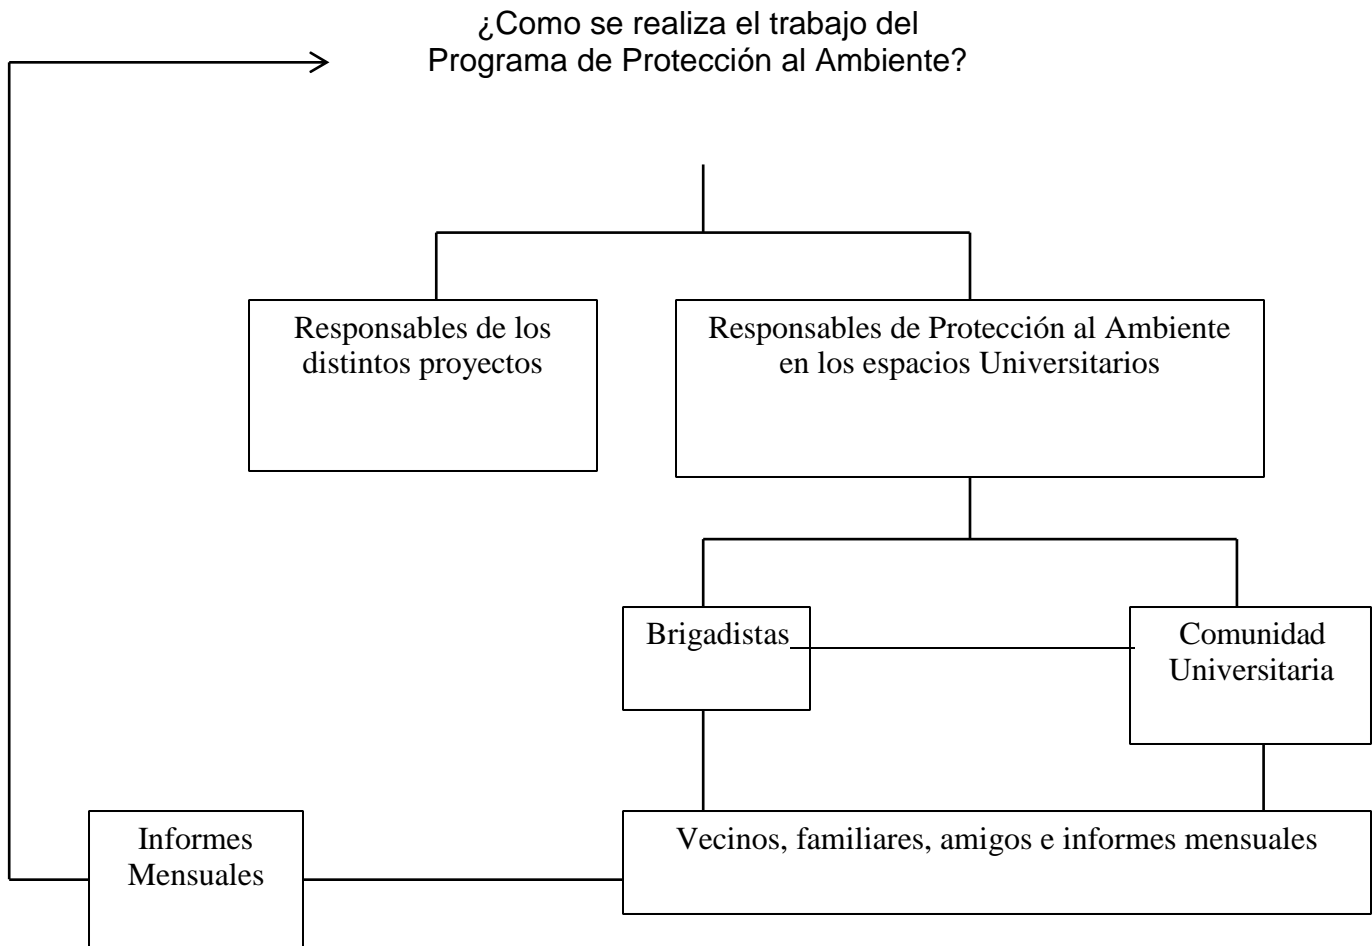 ¿Como se realiza el trabajo del
Programa de Protección al Ambiente?
Responsables de los
distintos proyectos
Responsables de Protección al Ambiente
en los espacios Universitarios
Brigadistas
Comunidad
Universitaria
Informes
Mensuales
Vecinos, familiares, amigos e informes mensuales